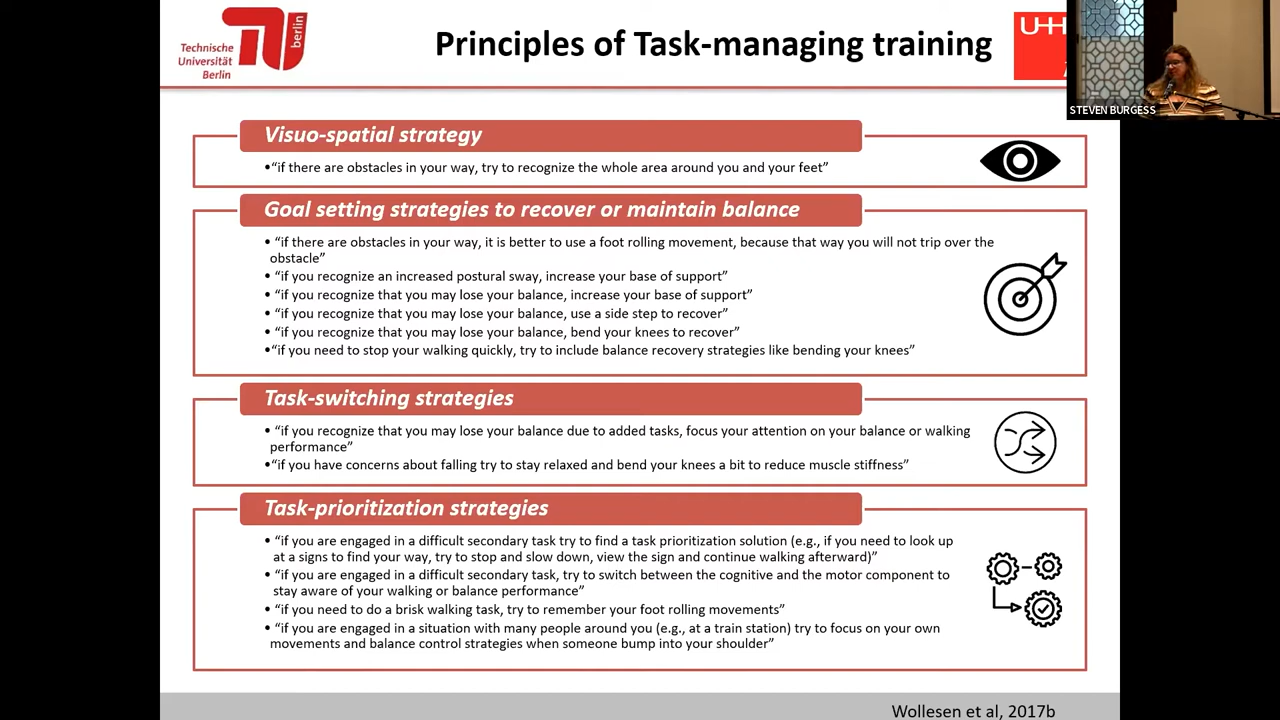 Technische
Universität
Berlin
berlin
Principles of Task-managing training
UH
STEVEN BURGESS
Visuo-spatial strategy
•“if there are obstacles in your way, try to recognize the whole area around you and your feet”
Goal setting strategies to recover or maintain balance
• “if there are obstacles in your way, it is better to use a foot rolling movement, because that way you will not trip over the
obstacle”
• “if you recognize an increased postural sway, increase your base of support”
• “if you recognize that you may lose your balance, increase your base of support”
• “if you recognize that you may lose your balance, use a side step to recover”
• “if you recognize that you may lose your balance, bend your knees to recover”
•“if you need to stop your walking quickly, try to include balance recovery strategies like bending your knees”
Task-switching strategies
• “if you recognize that you may lose your balance due to added tasks, focus your attention on your balance or walking
performance”
• “if you have concerns about falling try to stay relaxed and bend your knees a bit to reduce muscle stiffness”
Task-prioritization strategies
• “if you are engaged in a difficult secondary task try to find a task prioritization solution (e.g., if you need to look up
at a signs to find your way, try to stop and slow down, view the sign and continue walking afterward)”
• “if you are engaged in a difficult secondary task, try to switch between the cognitive and the motor component to
stay aware of your walking or balance performance”
• “if you need to do a brisk walking task, try to remember your foot rolling movements”
• “if you are engaged in a situation with many people around you (e.g., at a train station) try to focus on your own
movements and balance control strategies when someone bump into your shoulder”
Wollesen et al, 2017b